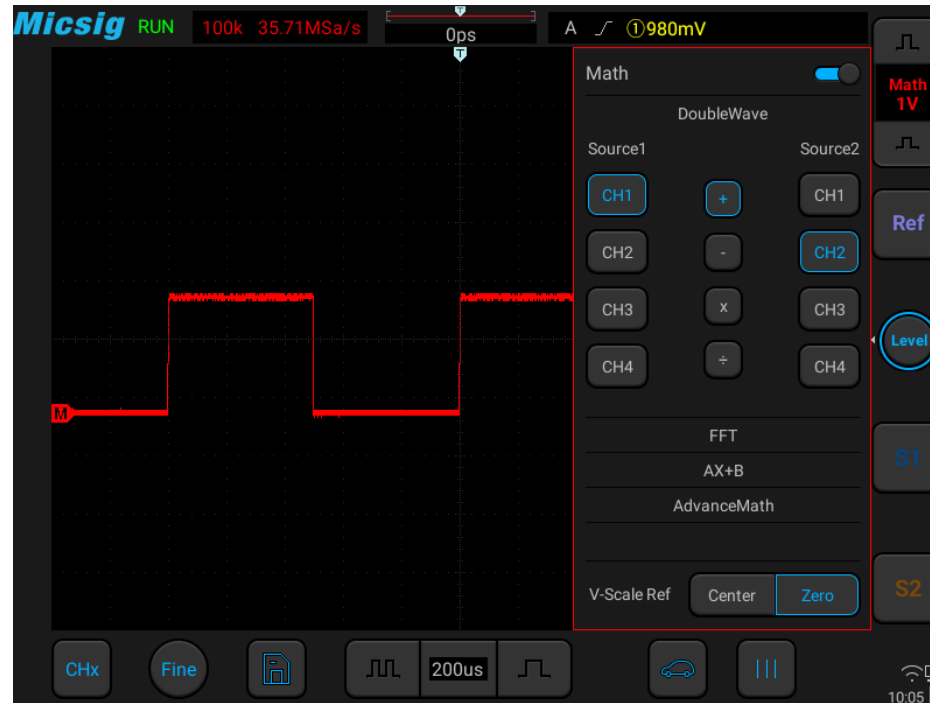 Micsig RUN 100k 35.71MSa/s 0ps A ①980mV
T
T
Math
Math
1V
DoubleWave
Source1 Source2
CH1 + CH1
Ref
CH2 - CH2
CH3 x CH3
Level
CH4 ÷ CH4
M
FFT
S1
AX+B
AdvanceMath
V-Scale Ref Center Zero
S2
CHx Fine 200us
10:05